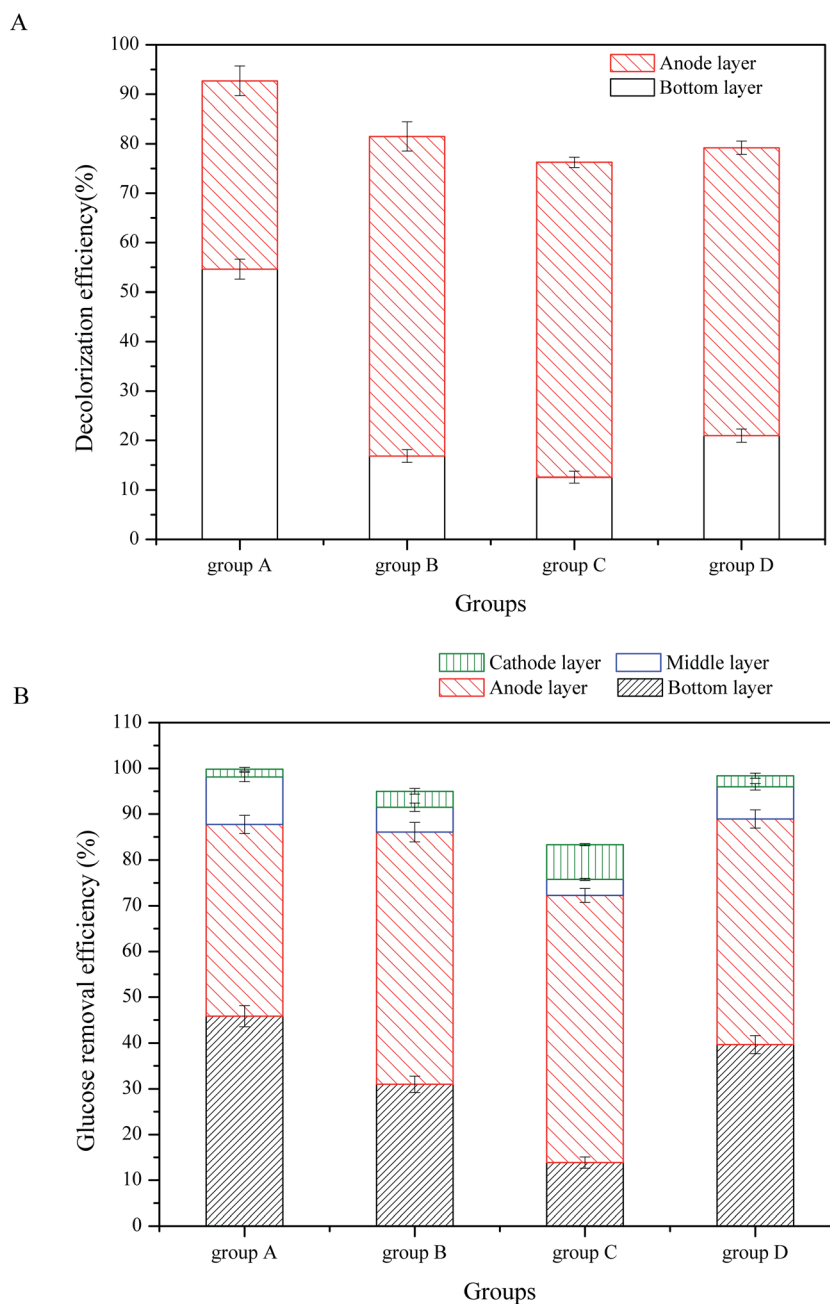 A
100
90
80
70
60
50
40
30
20
10
0
Decolorization efficiency(%)
Anode layer
Bottom layer
group A group B group C group D
Groups
Cathode layer Middle layer
Anode layer Bottom layer
B
110
100
90
80
70
60
50
40
30
20
10
0
Glucose removal efficiency (%)
group A group B group C group D
Groups